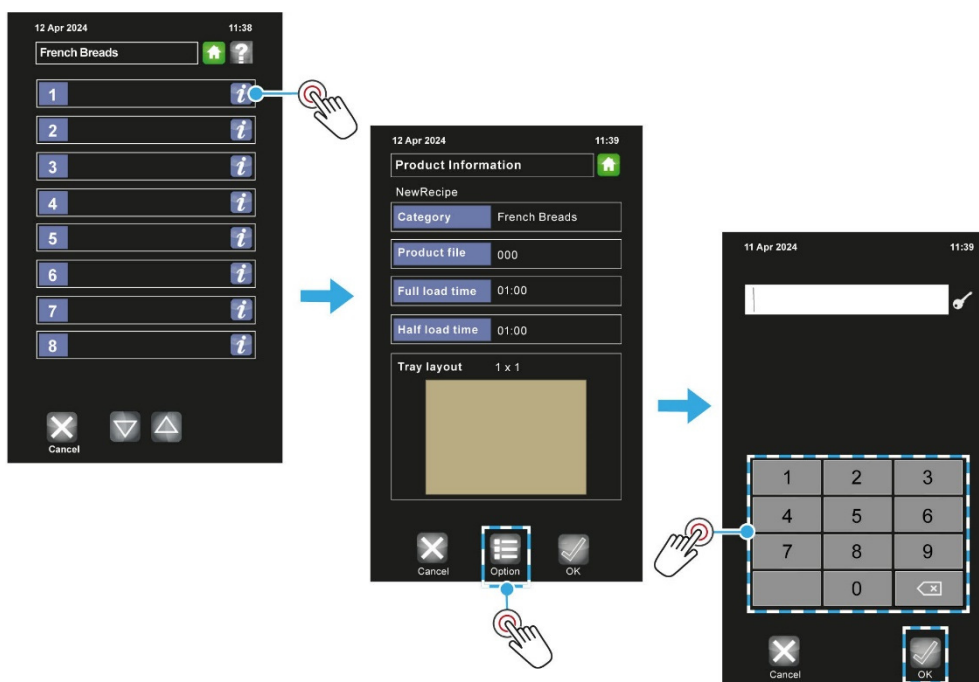 12 Apr 2024 11:38
French Breads ?
1 i
2 i
3 i
4 i
5 i
6 i
7 i
8 i
Cancel
12 Apr 2024 11:39
Product Information
NewRecipe
Category French Breads
Product file 000
Full load time 01:00
Half load time 01:00
Tray layout 1 x 1
Cancel Option OK
11 Apr 2024 11:39
1 2 3
4 5 6
7 8 9
0
Cancel OK